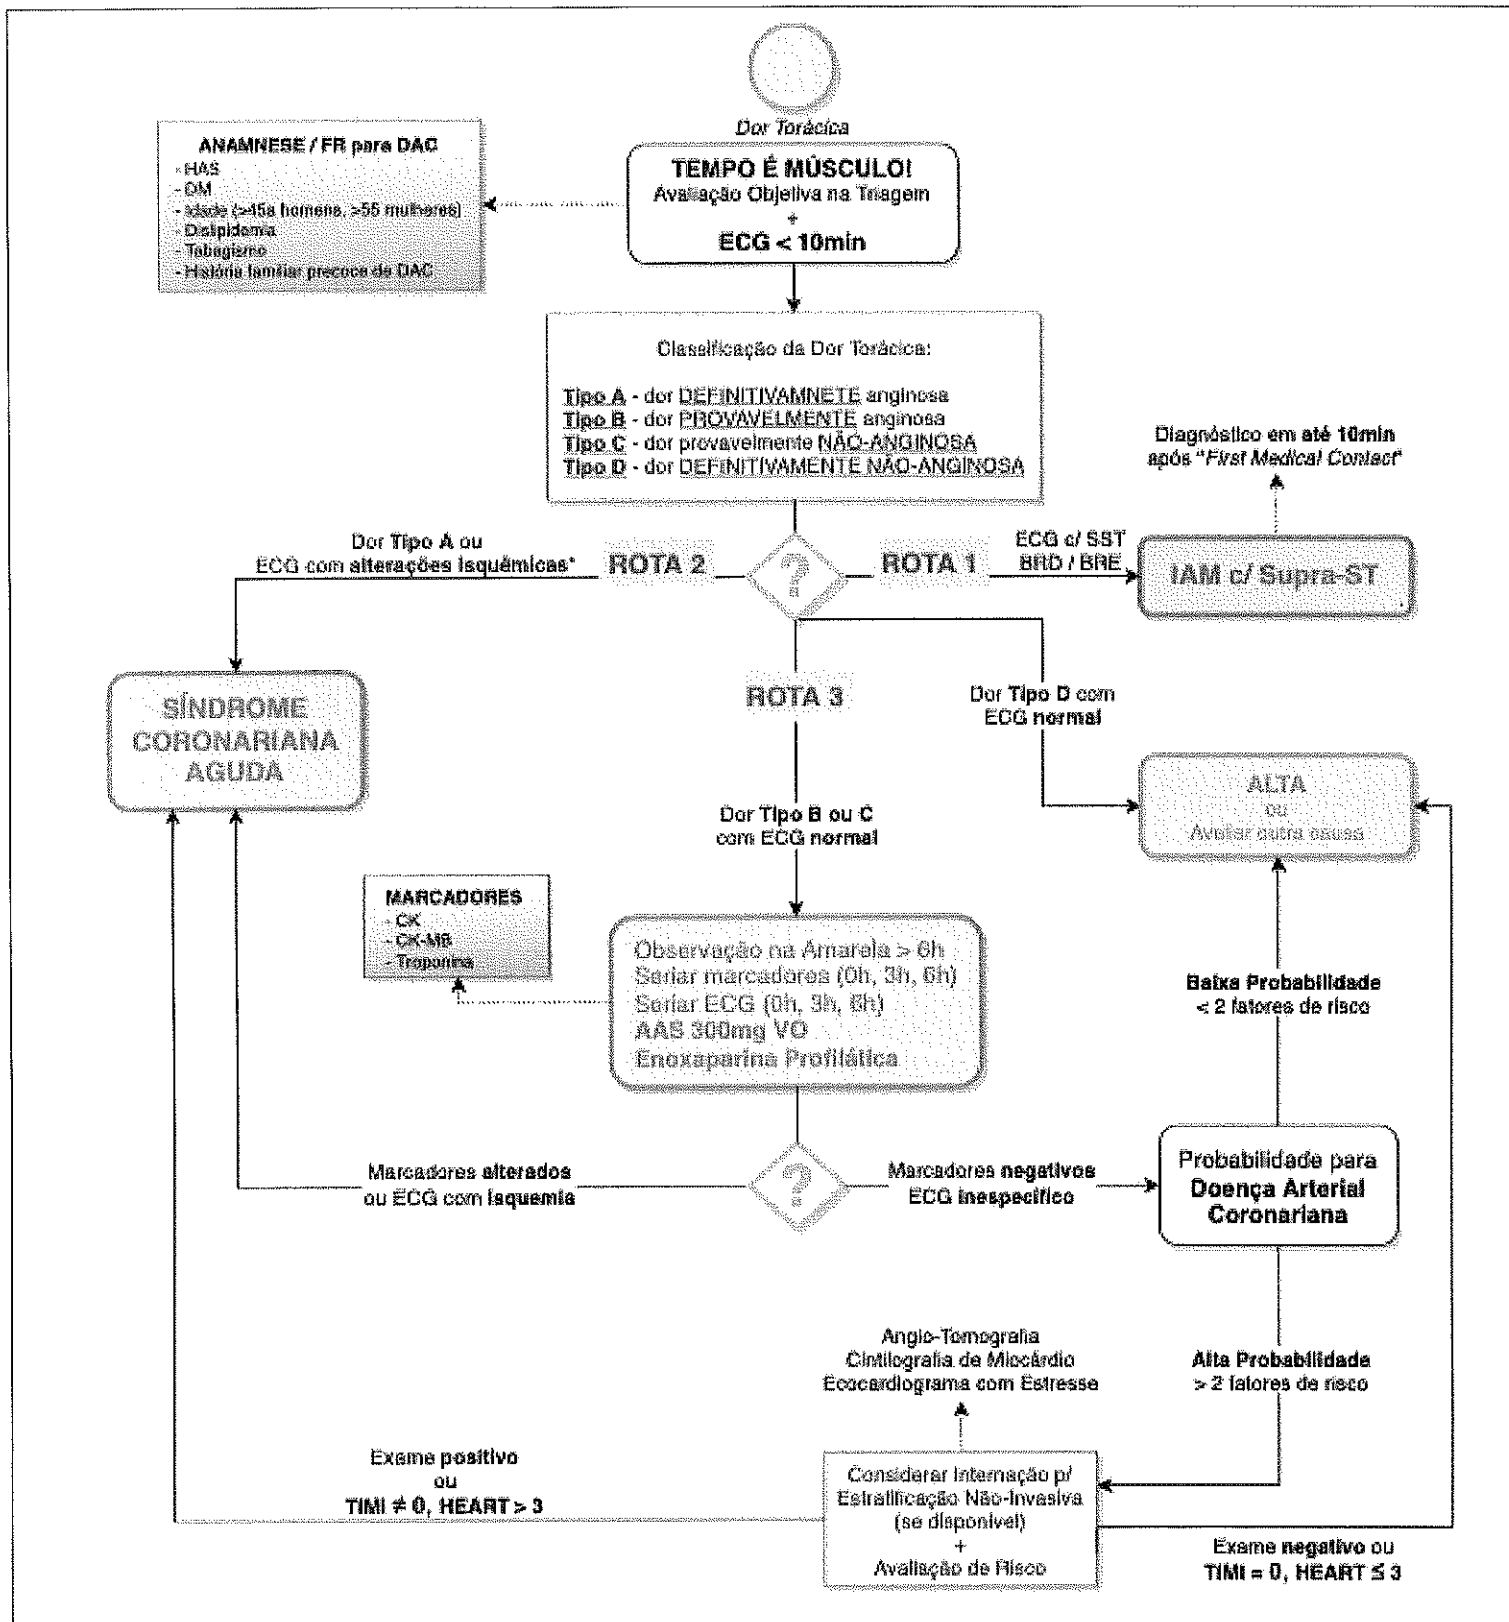 Dor Torácica
TEMPO É MÚSCULO!
Avaliação Objetiva na Triagem
+
ECG < 10min
ANAMNESE / FR para DAC
- HAS
- DM
- Idade (>45a homens, >55 mulheres)
- Dislipidemia
- Tabagismo
- História familiar precoce de DAC
Classificação da Dor Torácica:
Tipo A - dor DEFINITIVAMNETE anginosa
Tipo B - dor PROVAVELMENTE anginosa
Tipo C - dor provavelmente NÃO-ANGINOSA
Tipo D - dor DEFINITIVAMENTE NÃO-ANGINOSA
Diagnóstico em até 10min
após "First Medical Contact"
Dor Tipo A ou
ECG com alterações isquêmicas*
ROTA 2
?
ROTA 1
ECG c/ SST
BRD / BRE
IAM c/ Supra-ST
SÍNDROME
CORONARIANA
AGUDA
ROTA 3
Dor Tipo D com
ECG normal
ALTA
ou
Avaliar outra causa
Dor Tipo B ou C
com ECG normal
MARCADORES
- CK
- CK-MB
- Troponina
Observação na Amarela > 6h
Seriar marcadores (0h, 3h, 6h)
Seriar ECG (0h, 3h, 6h)
AAS 300mg VO
Enoxaparina Profilática
Baixa Probabilidade
< 2 fatores de risco
Marcadores alterados
ou ECG com isquemia
?
Marcadores negativos
ECG inespecífico
Probabilidade para
Doença Arterial
Coronariana
Angio-Tomografia
Cintilografia de Miocárdio
Ecocardiograma com Estresse
Alta Probabilidade
> 2 fatores de risco
Exame positivo
ou
TIMI ≠ 0, HEART > 3
Considerar Internação p/
Estratificação Não-Invasiva
(se disponível)
+
Avaliação de Risco
Exame negativo ou
TIMI = 0, HEART ≤ 3